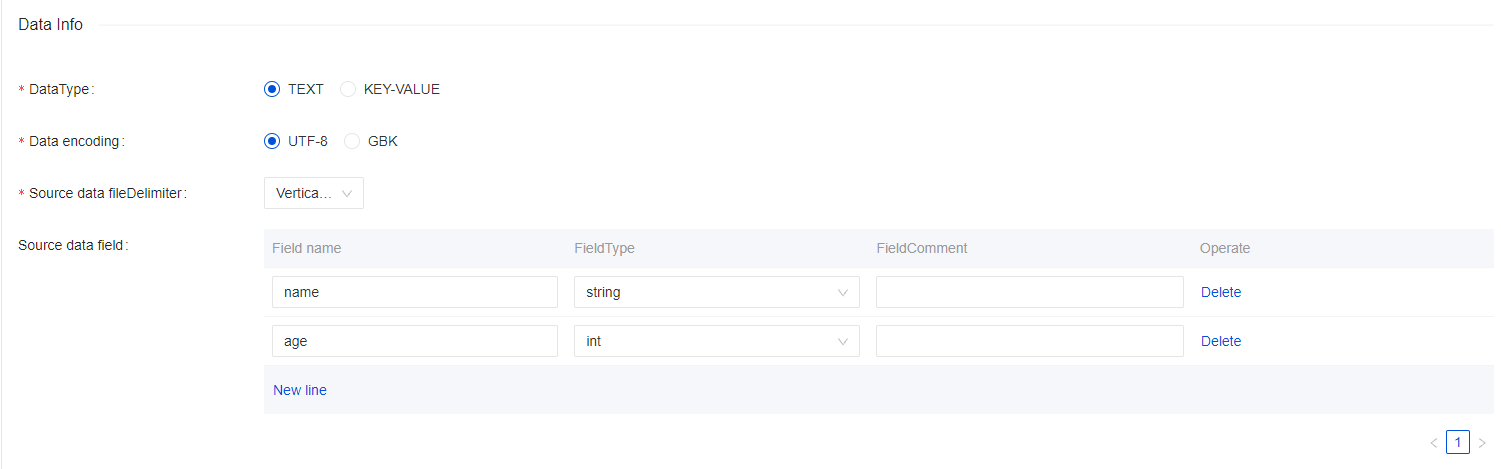 Data Info
* DataType:
TEXT KEY-VALUE
* Data encoding:
UTF-8 GBK
* Source data fileDelimiter:
Vertica...
Source data field:
Field name FieldType FieldComment Operate
name string Delete
age int Delete
New line
< 1 >